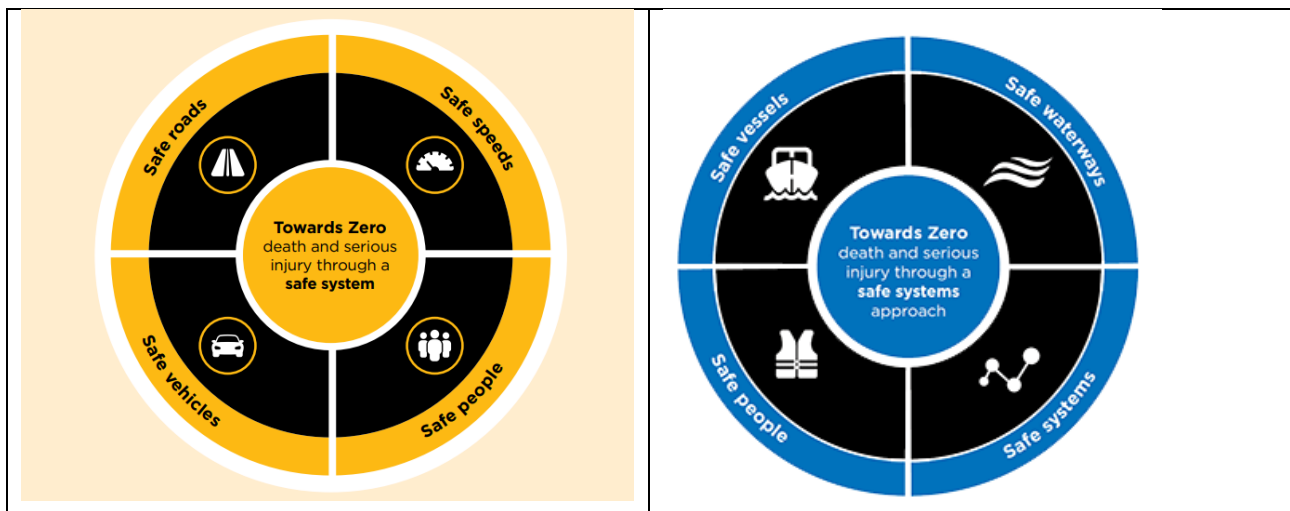 Safe roads
Safe speeds
Towards Zero
death and serious
injury through a
safe system
Safe vehicles
Safe people
Safe vessels
Safe waterways
Towards Zero
death and serious
injury through a
safe systems
approach
Safe people
Safe systems